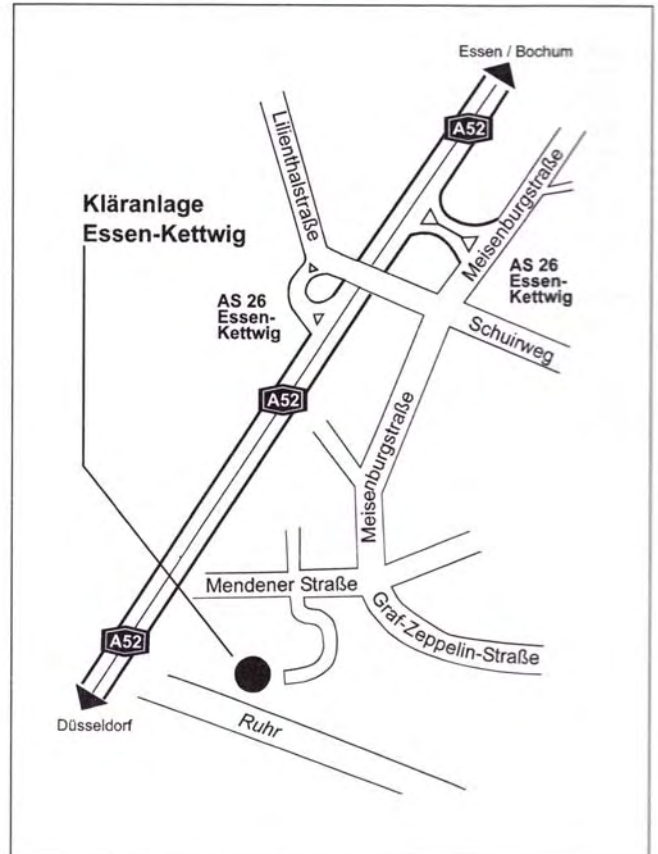 Essen / Bochum
A52
Lilienthalstraße
Meisenburgstraße
Kläranlage
Essen-Kettwig
AS 26
Essen-
Kettwig
AS 26
Essen-
Kettwig
Schuirweg
A52
Meisenburgstraße
Mendener Straße
Graf-Zeppelin-Straße
A52
Düsseldorf
Ruhr